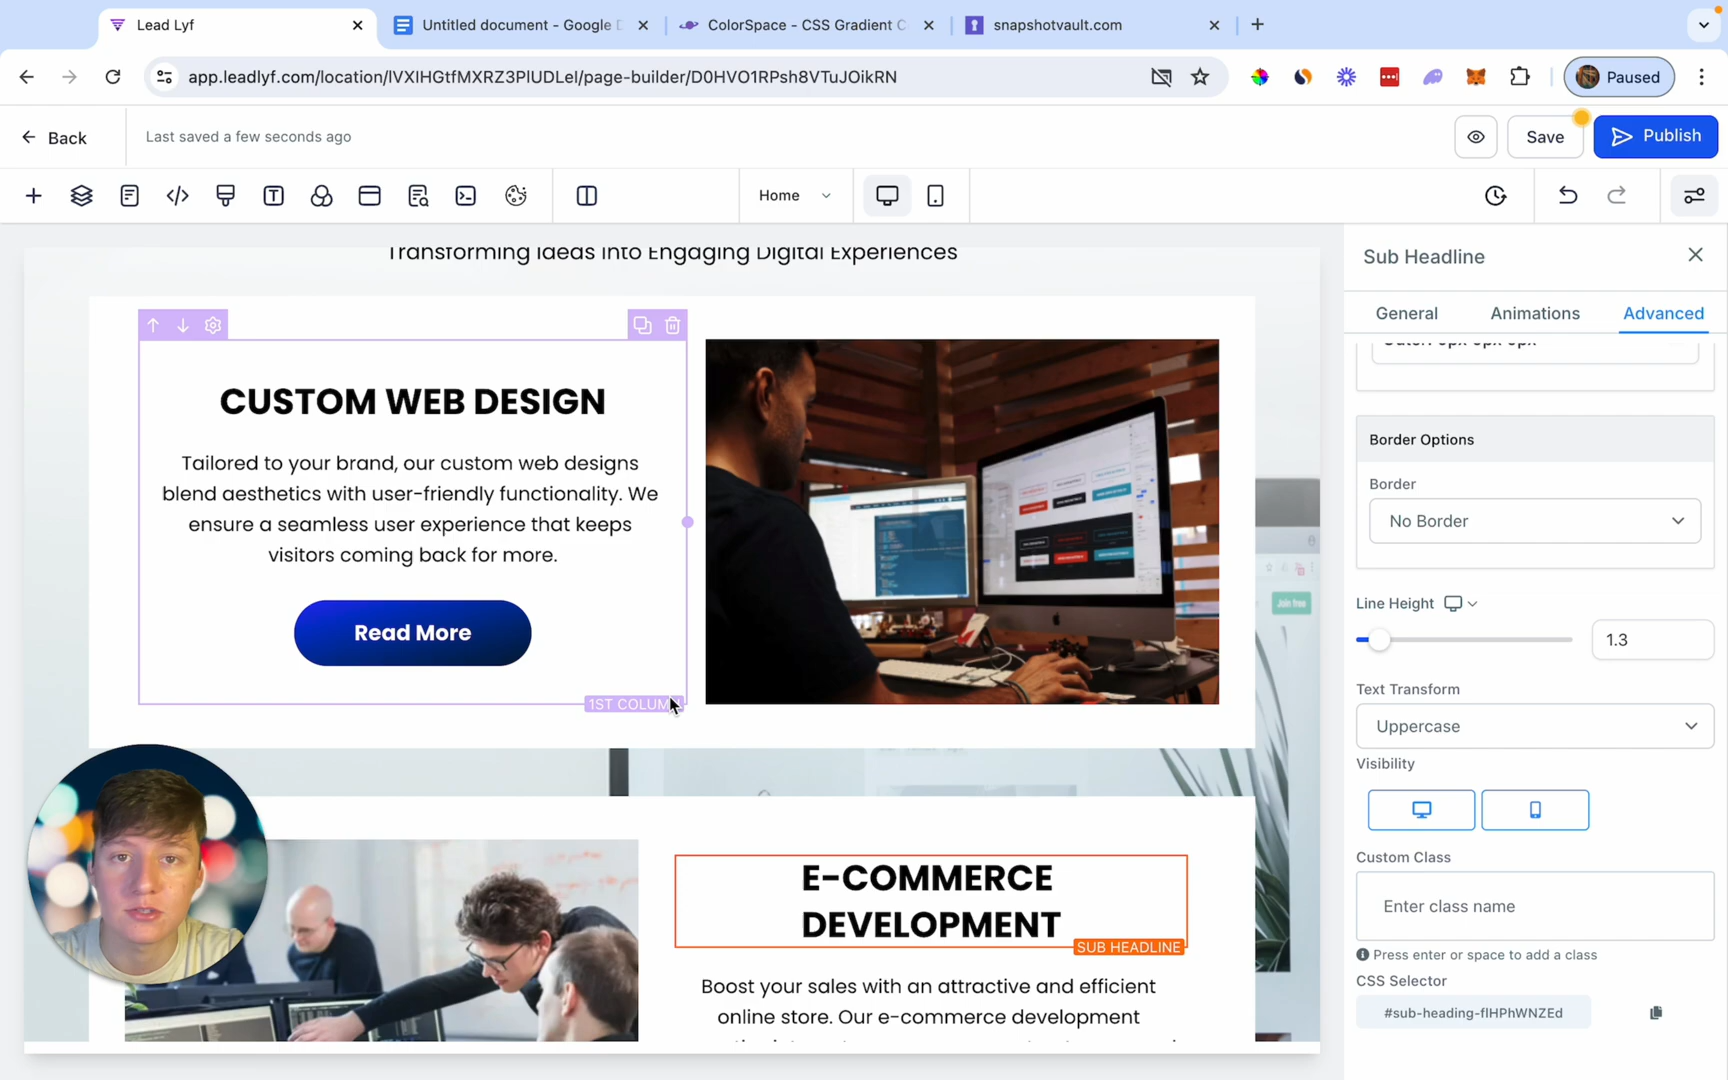 Lead Lyf
Untitled document - Google
ColorSpace - CSS Gradient C
snapshotvault.com
app.leadlyf.com/location/lVXIHGtfMXRZ3PlUDLel/page-builder/D0HVO1RPsh8VTuJOikRN
Paused
Back
Last saved a few seconds ago
Save
Publish
Home
Transforming Ideas Into Engaging Digital Experiences
CUSTOM WEB DESIGN
Tailored to your brand, our custom web designs
blend aesthetics with user-friendly functionality. We
ensure a seamless user experience that keeps
visitors coming back for more.
Read More
1ST COLUM
Join free
E-COMMERCE
DEVELOPMENT
SUB HEADLINE
Boost your sales with an attractive and efficient
online store. Our e-commerce development
Sub Headline
General
Animations
Advanced
Border Options
Border
No Border
Line Height
1.3
Text Transform
Uppercase
Visibility
Custom Class
Enter class name
Press enter or space to add a class
CSS Selector
#sub-heading-flHPhWNZEd